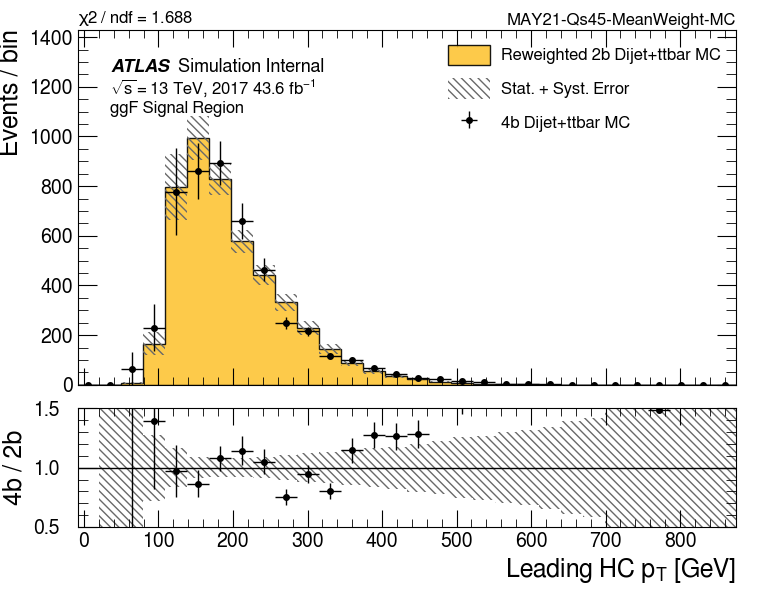 χ2 / ndf = 1.688
MAY21-Qs45-MeanWeight-MC
ATLAS Simulation Internal
√s = 13 TeV, 2017 43.6 fb⁻¹
ggF Signal Region
Reweighted 2b Dijet+ttbar MC
Stat. + Syst. Error
4b Dijet+ttbar MC
Events / bin
1400
1200
1000
800
600
400
200
0
4b / 2b
1.5
1.0
0.5
0 100 200 300 400 500 600 700 800
Leading HC p_T [GeV]